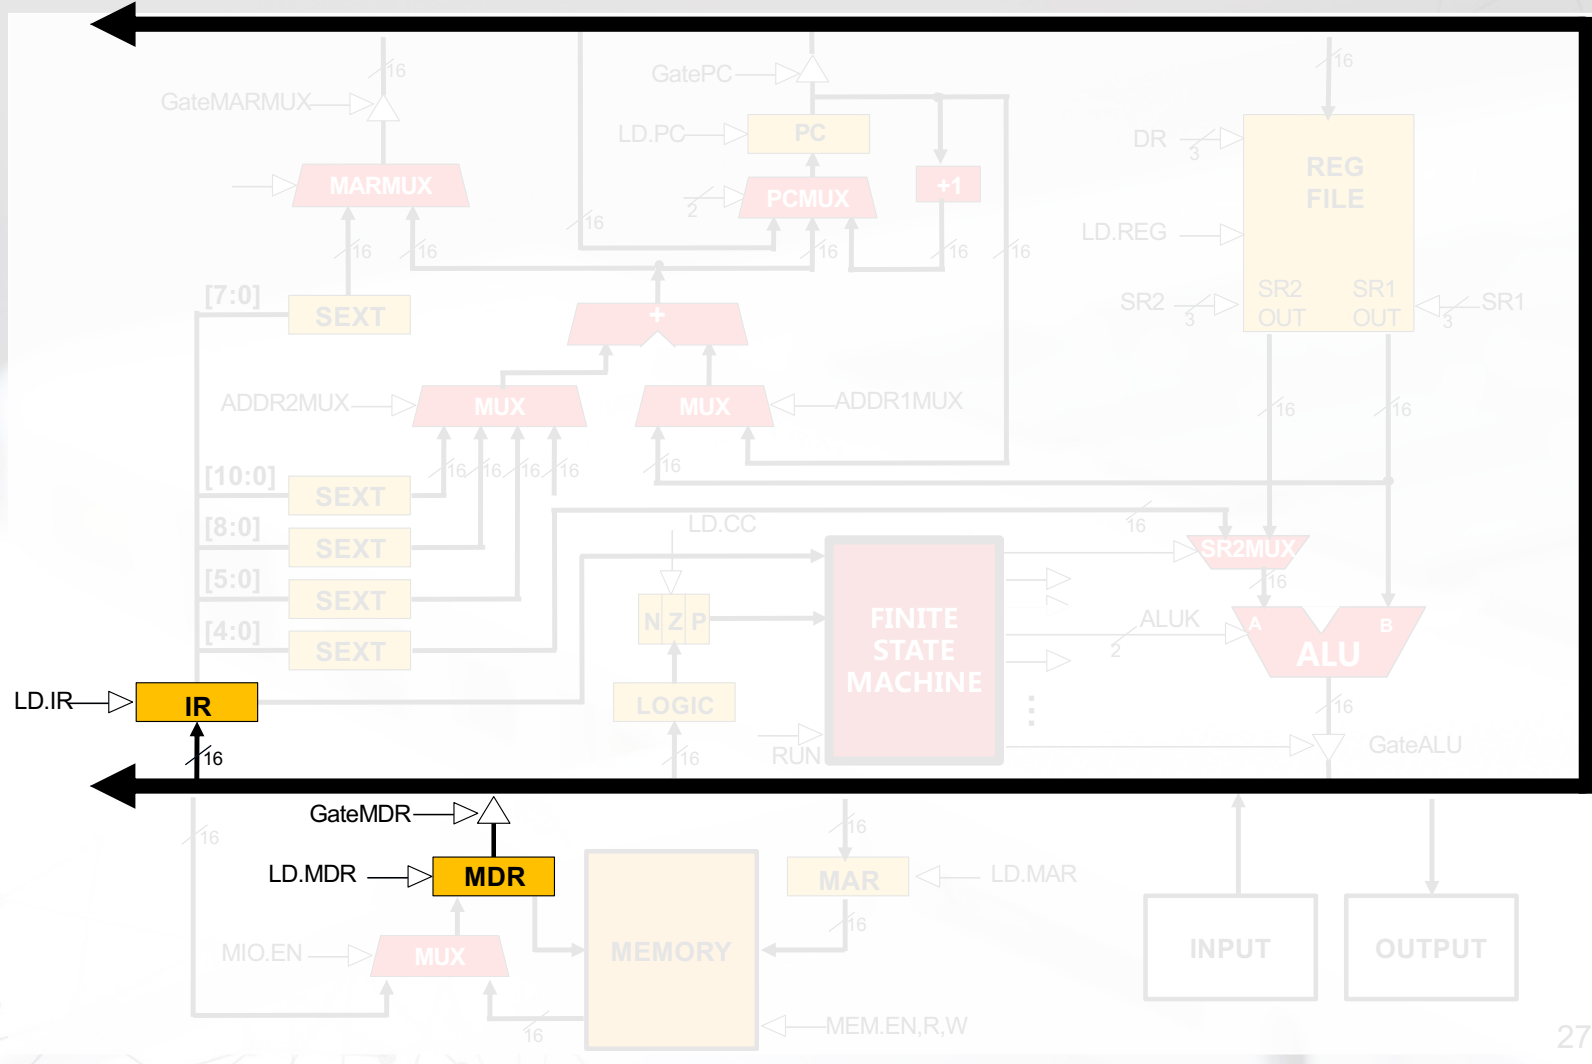 16
GatePC
GateMARMUX
LD.PC
PC
DR
3
REG
FILE
MARMUX
2
PCMUX
+1
16
16
16
16
16
16
LD.REG
[7:0]
SEXT
+
SR2
3
SR2
OUT
SR1
OUT
3
SR1
ADDR2MUX
MUX
MUX
ADDR1MUX
16
16
16
[10:0]
SEXT
16
16
16
16
16
[8:0]
SEXT
LD.CC
16
SR2MUX
[5:0]
SEXT
16
N Z P
FINITE
STATE
MACHINE
ALUK
2
A
B
ALU
[4:0]
SEXT
LD.IR
IR
LOGIC
16
16
16
RUN
GateALU
GateMDR
16
16
LD.MDR
MDR
MAR
LD.MAR
16
MIO.EN
MUX
MEMORY
INPUT
OUTPUT
16
MEM.EN,R,W
27